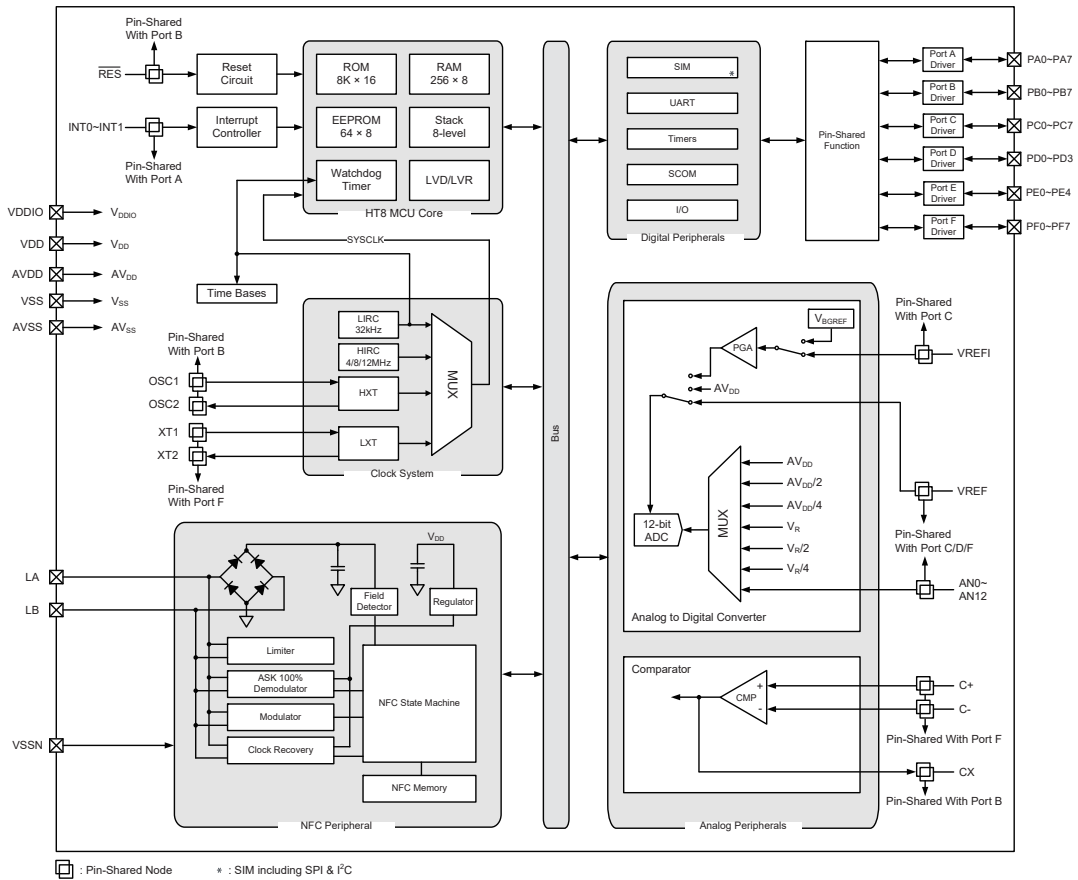 Pin-Shared
With Port B
RES
Reset
Circuit
INT0~INT1
Interrupt
Controller
Pin-Shared
With Port A
ROM
8K × 16
RAM
256 × 8
EEPROM
64 × 8
Stack
8-level
Watchdog
Timer
LVD/LVR
HT8 MCU Core
SYSCLK
VDDIO
VDDIO
VDD
VDD
AVDD
AVDD
VSS
VSS
AVSS
AVSS
Time Bases
LIRC
32kHz
HIRC
4/8/12MHz
HXT
LXT
MUX
Clock System
Pin-Shared
With Port B
OSC1
OSC2
XT1
XT2
Pin-Shared
With Port F
LA
LB
VSSN
VDD
Field
Detector
Regulator
Limiter
ASK 100%
Demodulator
Modulator
Clock Recovery
NFC State Machine
NFC Memory
NFC Peripheral
Bus
SIM
*
UART
Timers
SCOM
I/O
Digital Peripherals
Pin-Shared
Function
Port A
Driver
PA0~PA7
Port B
Driver
PB0~PB7
Port C
Driver
PC0~PC7
Port D
Driver
PD0~PD3
Port E
Driver
PE0~PE4
Port F
Driver
PF0~PF7
VBGREF
PGA
AVDD
Pin-Shared
With Port C
VREFI
12-bit
ADC
MUX
AVDD
AVDD/2
AVDD/4
VR
VR/2
VR/4
VREF
Pin-Shared
With Port C/D/F
AN0~
AN12
Analog to Digital Converter
Comparator
CMP
+
-
C+
C-
Pin-Shared With Port F
CX
Pin-Shared With Port B
Analog Peripherals
: Pin-Shared Node
* : SIM including SPI & I²C